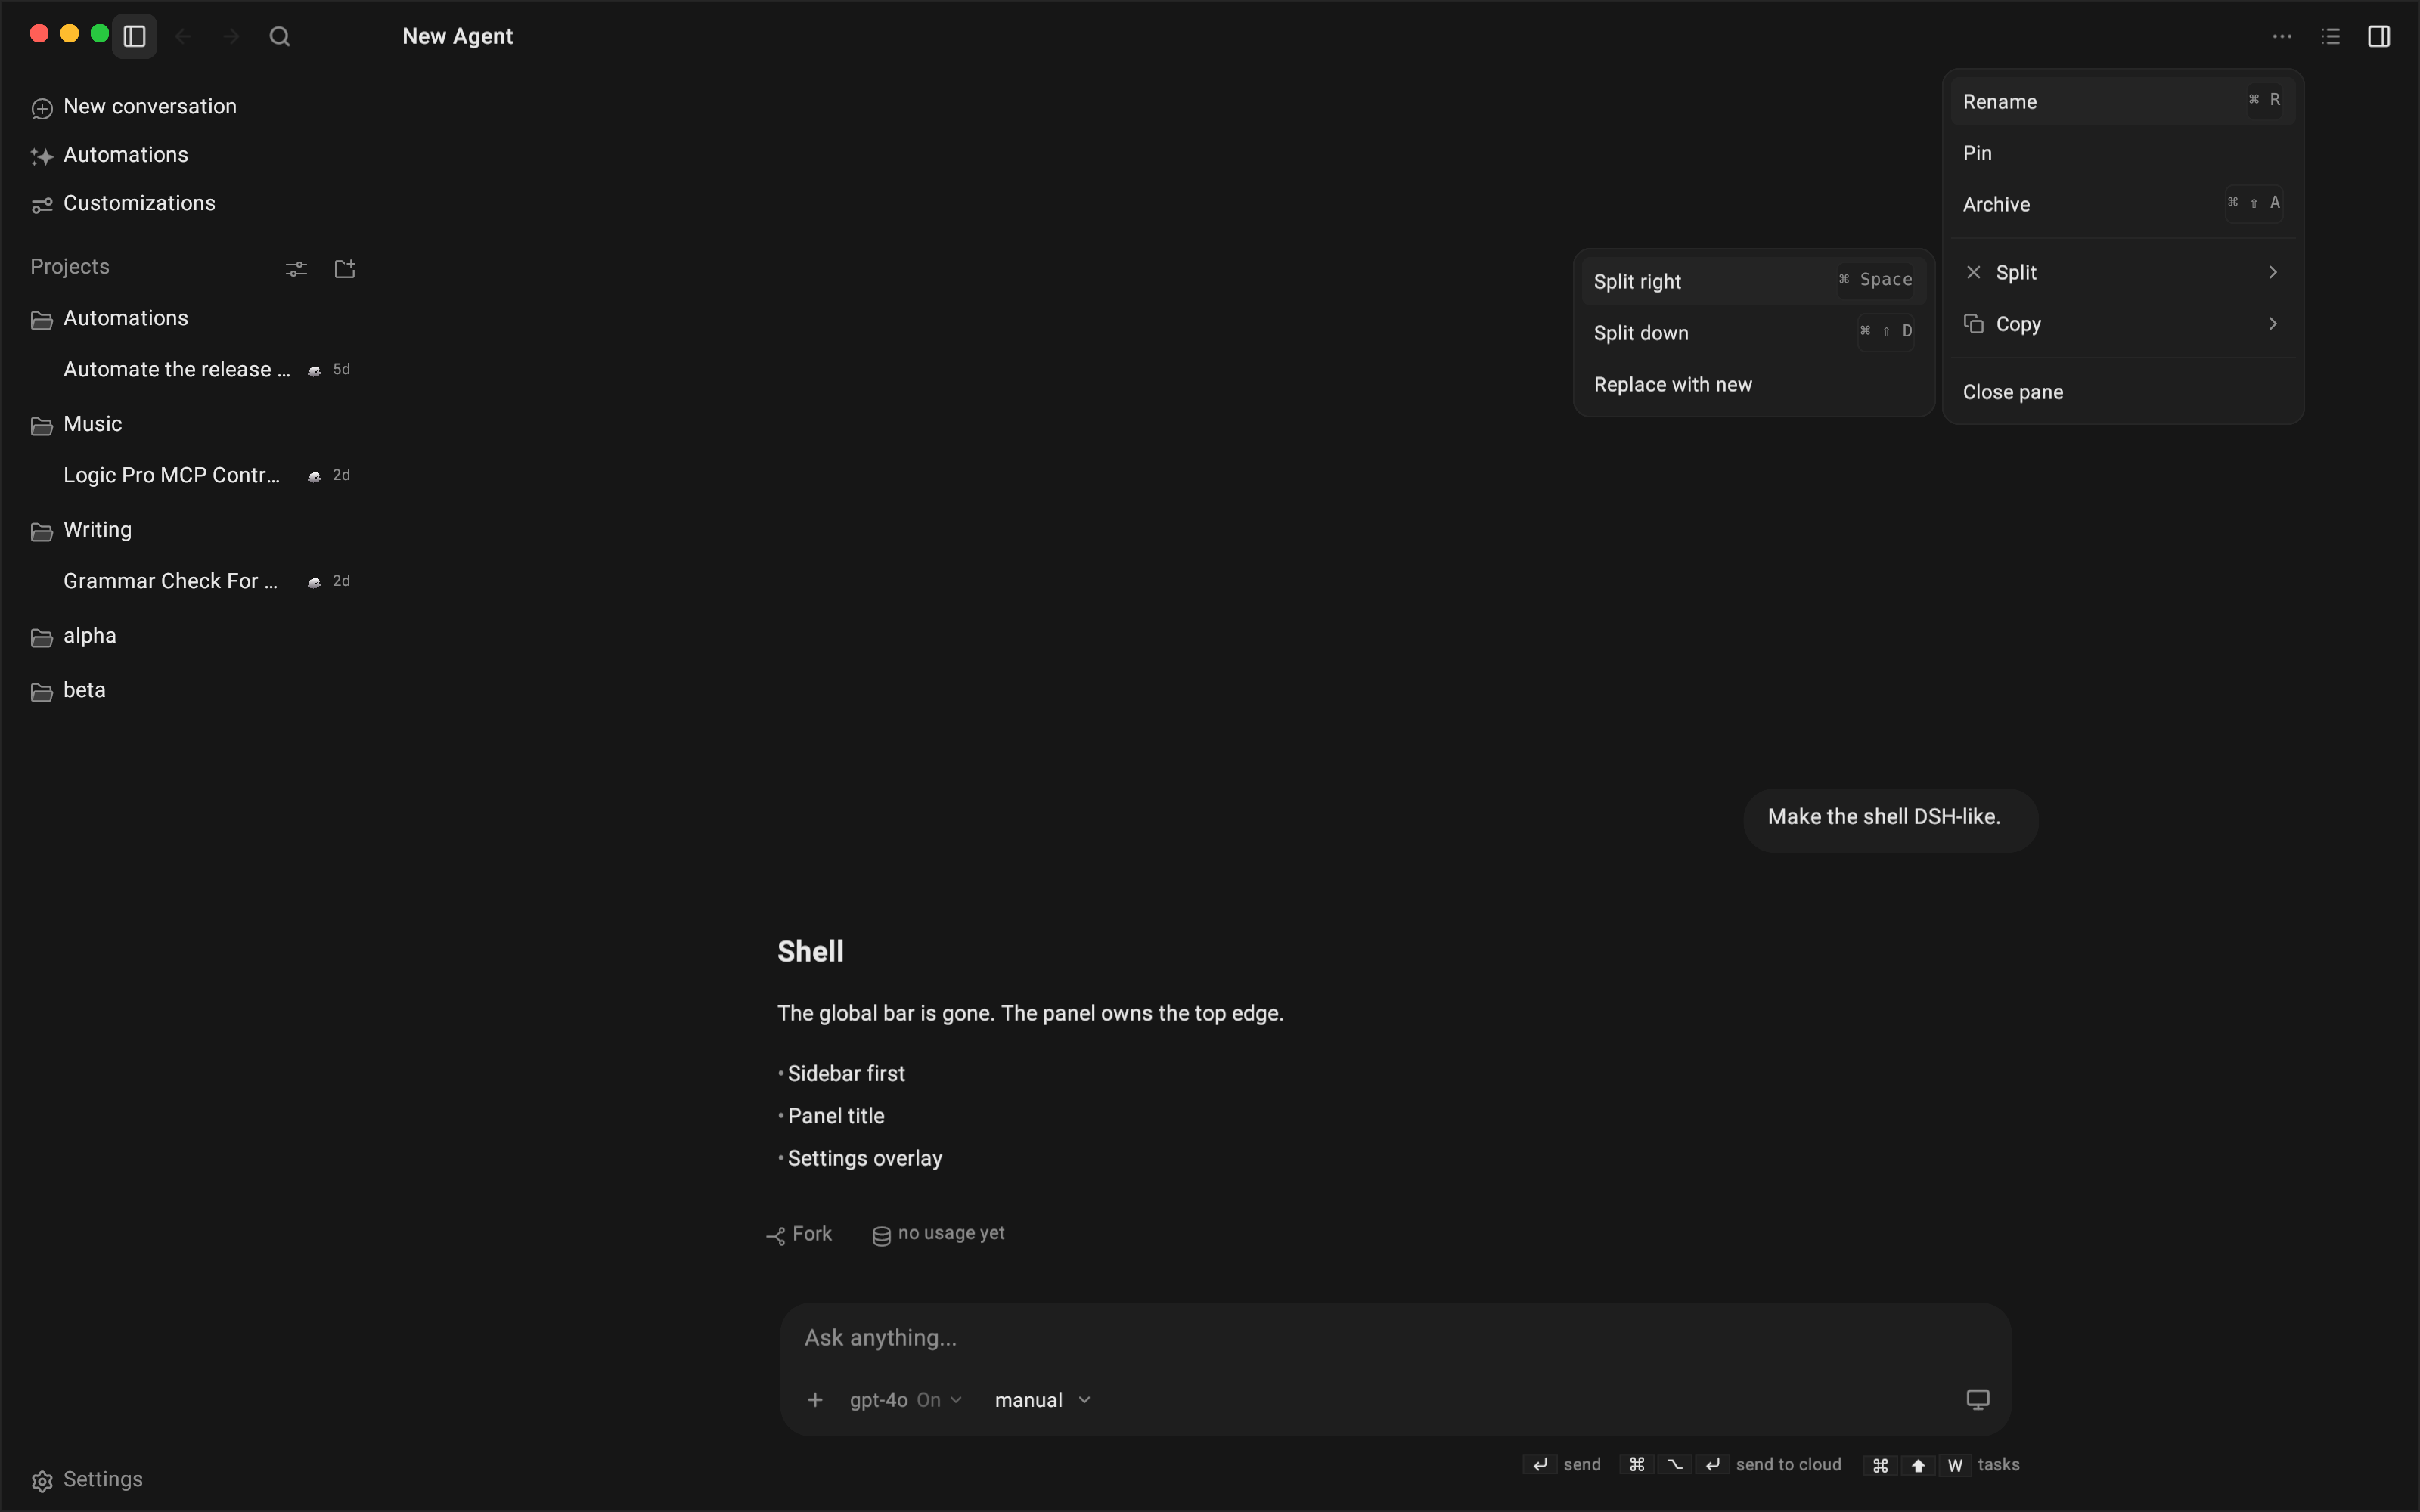 New Agent
New conversation
Automations
Customizations
Projects
Automations
Automate the release ... 5d
Music
Logic Pro MCP Contr... 2d
Writing
Grammar Check For ... 2d
alpha
beta
Settings
Rename ⌘ R
Pin
Archive ⌘ ⇧ A
Split
Copy
Close pane
Split right ⌘ Space
Split down ⌘ ⇧ D
Replace with new
Make the shell DSH-like.
Shell
The global bar is gone. The panel owns the top edge.
• Sidebar first
• Panel title
• Settings overlay
Fork no usage yet
Ask anything...
gpt-4o On manual
↵ send ⌘ ⌥ ↵ send to cloud ⌘ ⬆ W tasks